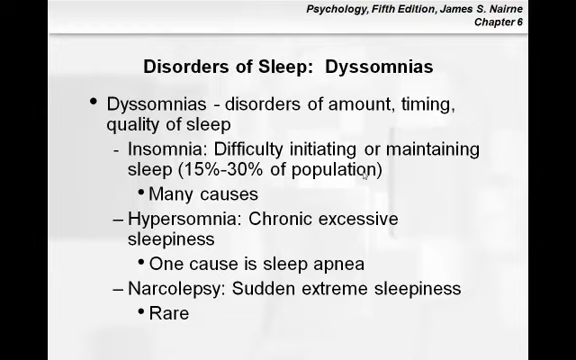 Psychology, Fifth Edition, James S. Nairne
Chapter 6
Disorders of Sleep: Dyssomnias
• Dyssomnias - disorders of amount, timing,
quality of sleep
- Insomnia: Difficulty initiating or maintaining
sleep (15%-30% of population)
• Many causes
– Hypersomnia: Chronic excessive
sleepiness
• One cause is sleep apnea
– Narcolepsy: Sudden extreme sleepiness
• Rare